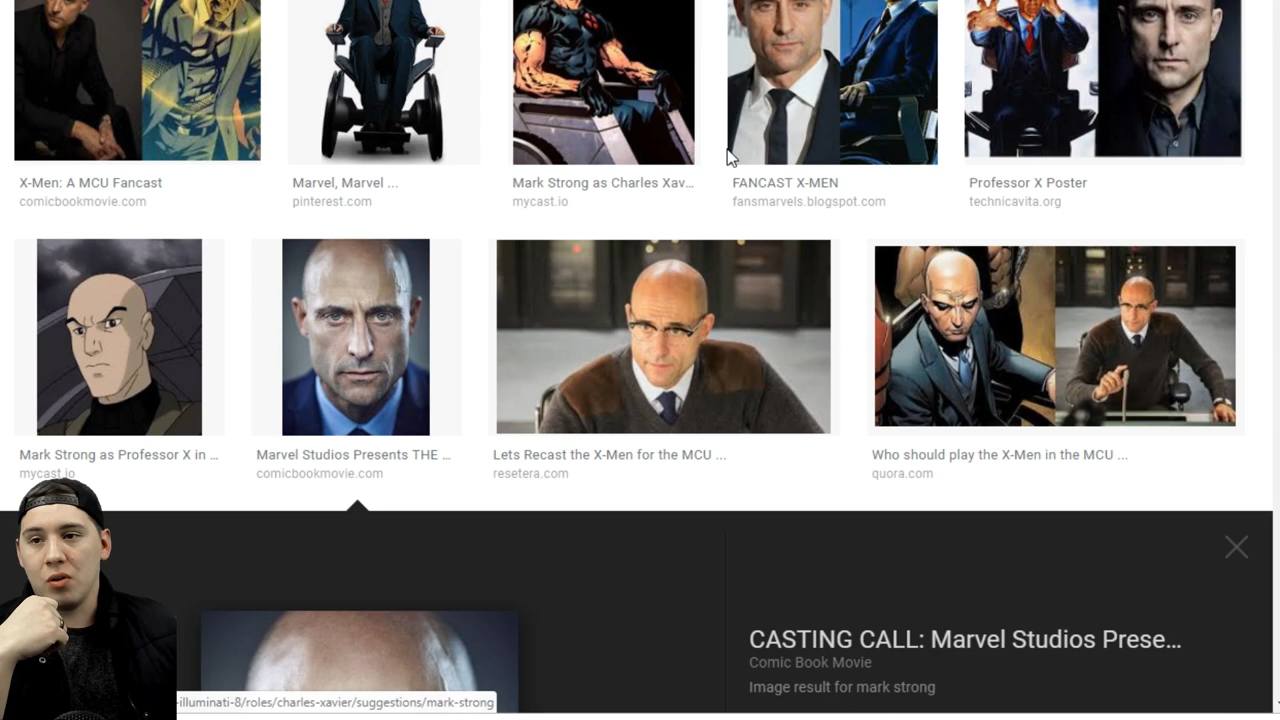 X-Men: A MCU Fancast
comicbookmovie.com
Marvel, Marvel ...
pinterest.com
Mark Strong as Charles Xav...
mycast.io
FANCAST X-MEN
fansmarvels.blogspot.com
Professor X Poster
technicavita.org
Mark Strong as Professor X in ...
mycast.io
Marvel Studios Presents THE ...
comicbookmovie.com
Lets Recast the X-Men for the MCU ...
resetera.com
Who should play the X-Men in the MCU ...
quora.com
CASTING CALL: Marvel Studios Prese...
Comic Book Movie
Image result for mark strong
-illuminati-8/roles/charles-xavier/suggestions/mark-strong